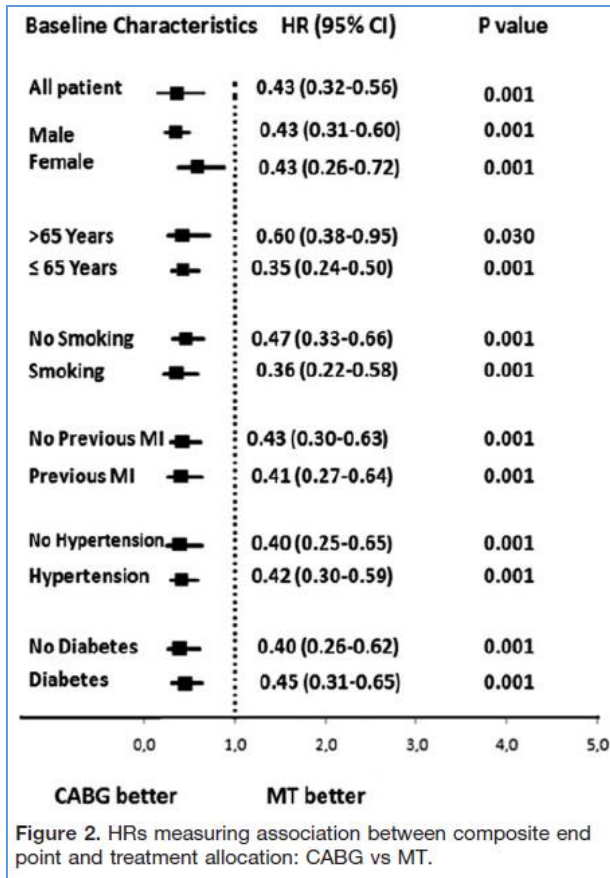 Baseline Characteristics HR (95% CI) P value
All patient 0.43 (0.32-0.56) 0.001
Male 0.43 (0.31-0.60) 0.001
Female 0.43 (0.26-0.72) 0.001
>65 Years 0.60 (0.38-0.95) 0.030
≤ 65 Years 0.35 (0.24-0.50) 0.001
No Smoking 0.47 (0.33-0.66) 0.001
Smoking 0.36 (0.22-0.58) 0.001
No Previous MI 0.43 (0.30-0.63) 0.001
Previous MI 0.41 (0.27-0.64) 0.001
No Hypertension 0.40 (0.25-0.65) 0.001
Hypertension 0.42 (0.30-0.59) 0.001
No Diabetes 0.40 (0.26-0.62) 0.001
Diabetes 0.45 (0.31-0.65) 0.001
0,0 1,0 2,0 3,0 4,0 5,0
CABG better MT better
Figure 2. HRs measuring association between composite end
point and treatment allocation: CABG vs MT.